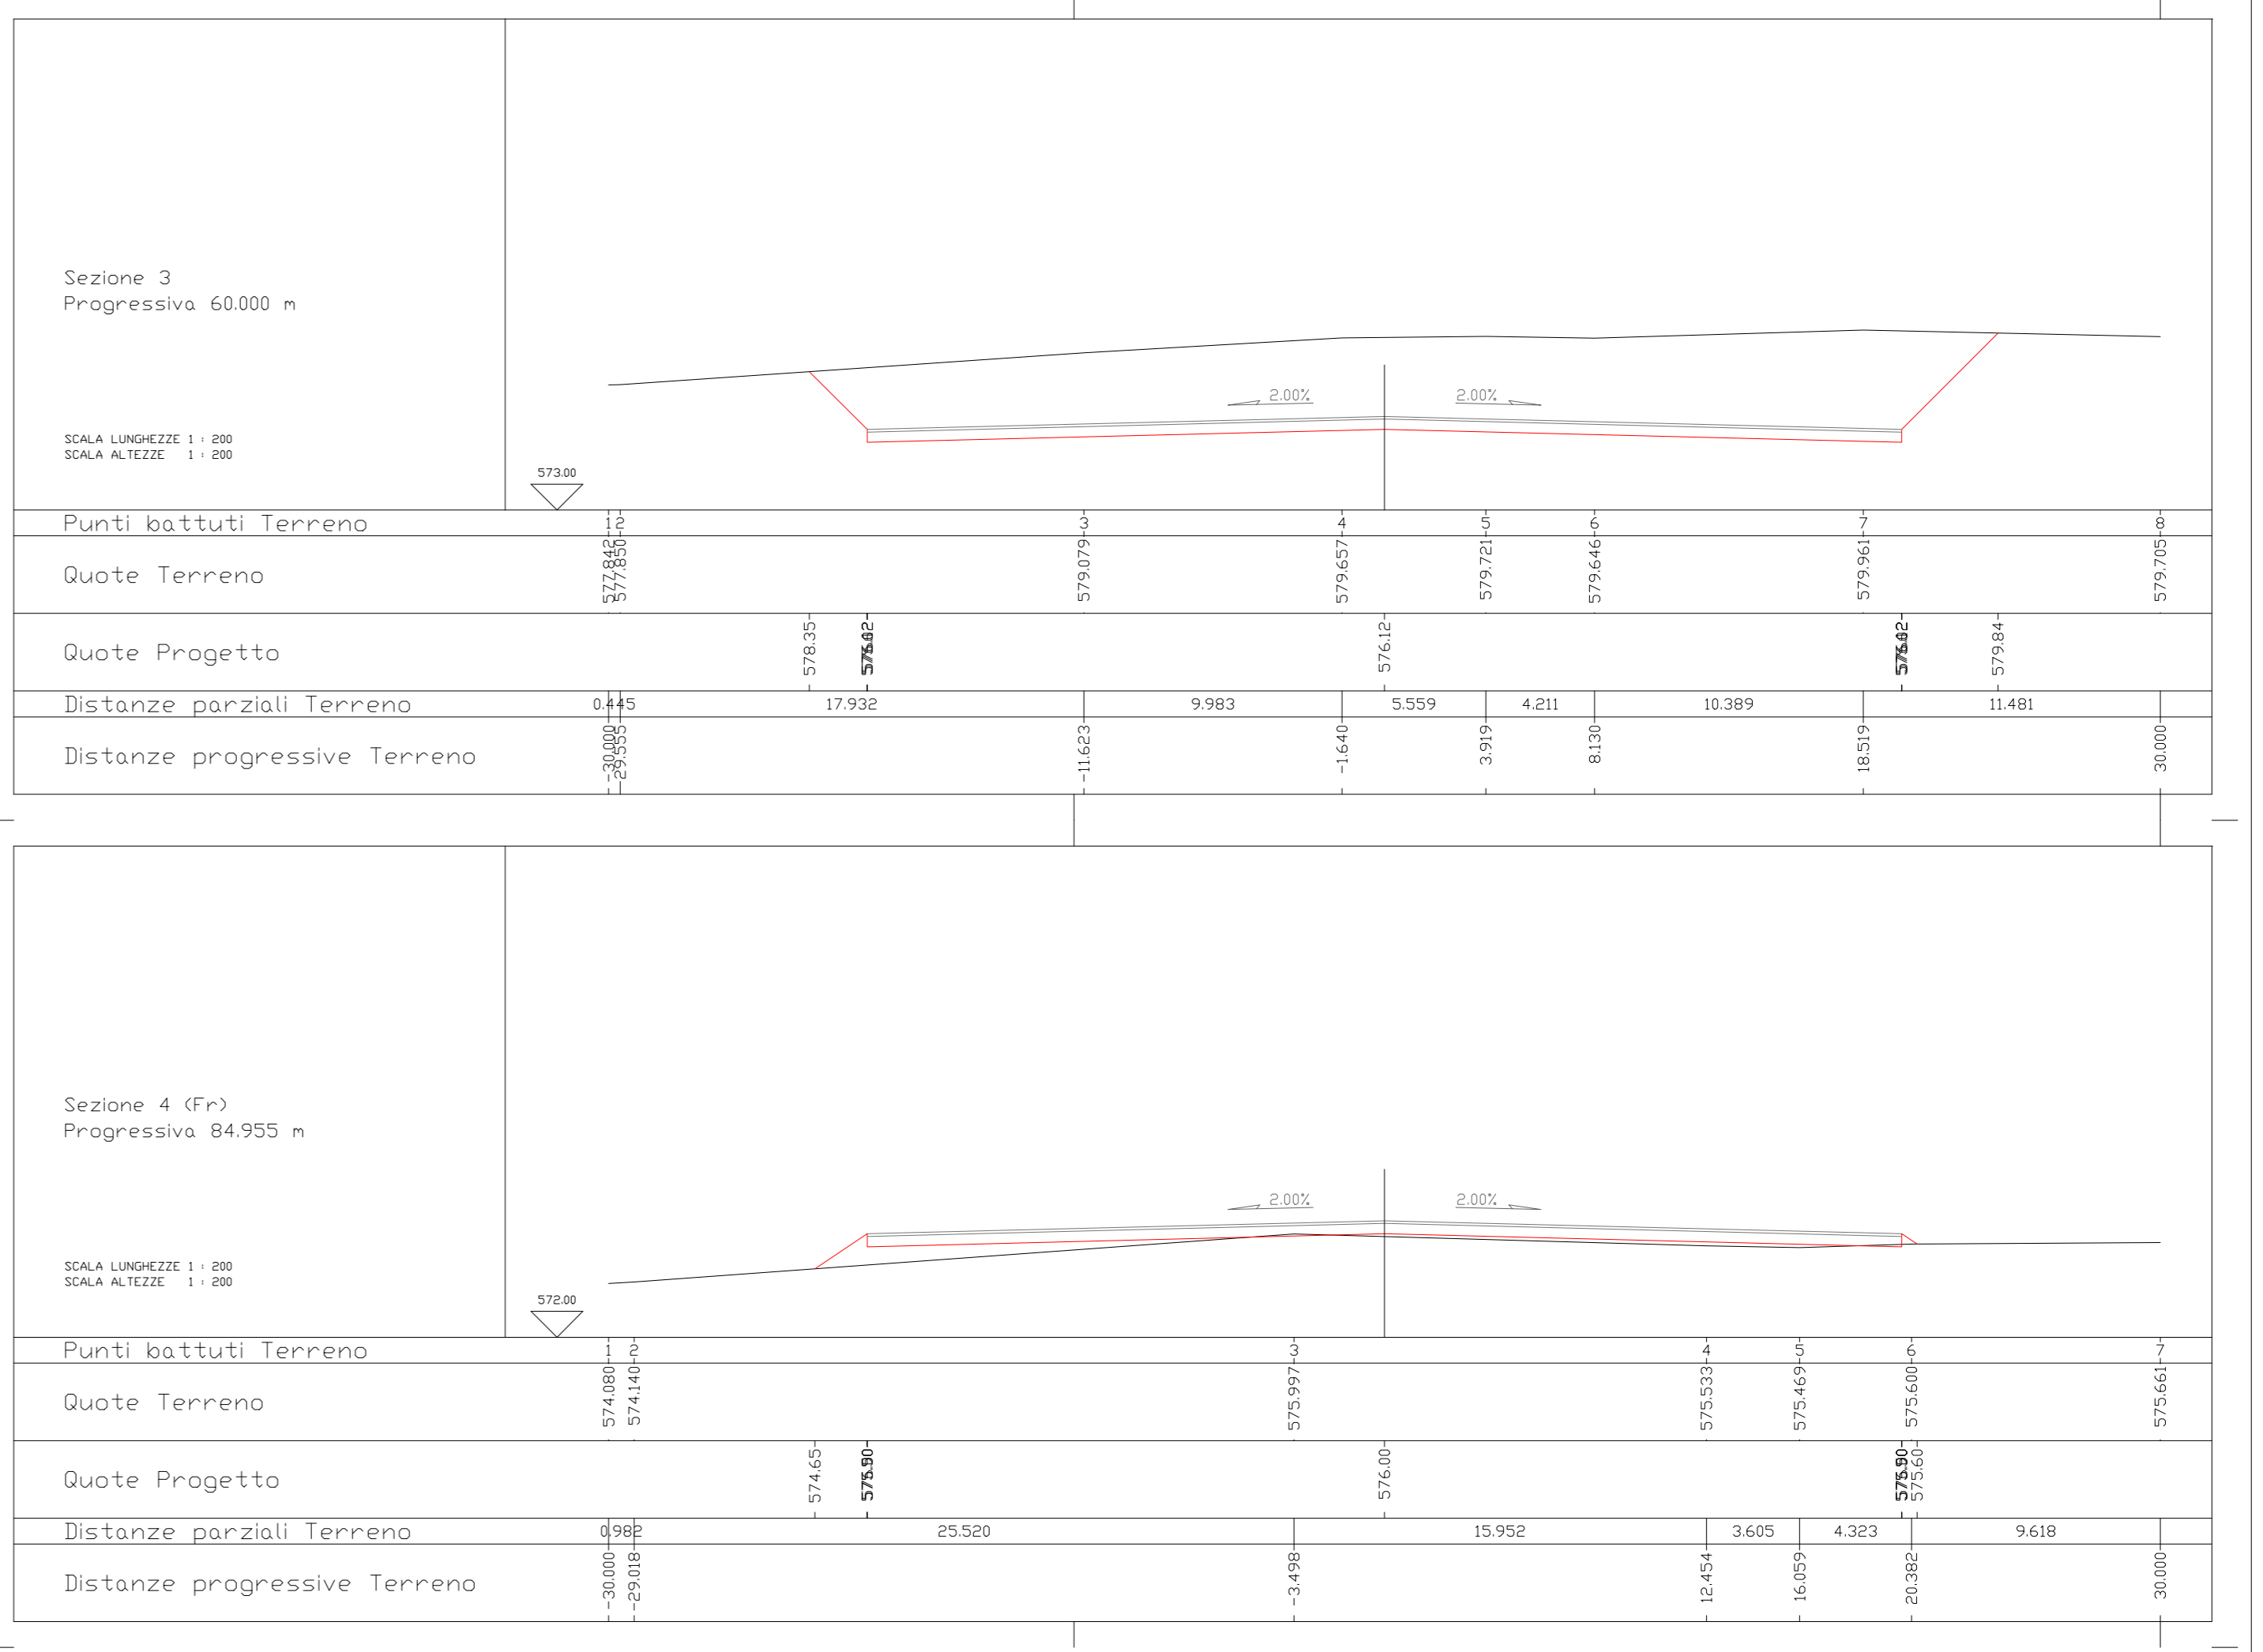 Sezione 3
Progressiva 60.000 m
2.00% 2.00%
SCALA LUNGHEZZE 1 : 200
SCALA ALTEZZE 1 : 200
573.00
Punti battuti Terreno 1 2 3 4 5 6 7 8
Quote Terreno 577.842 577.850 579.079 579.657 579.721 579.646 579.961 579.705
Quote Progetto 578.35 576.12 579.84
Distanze parziali Terreno 0.445 17.932 9.983 5.559 4.211 10.389 11.481
Distanze progressive Terreno -30.000 -29.555 -11.623 -1.640 3.919 8.130 18.519 30.000
Sezione 4 (Fr)
Progressiva 84.955 m
2.00% 2.00%
SCALA LUNGHEZZE 1 : 200
SCALA ALTEZZE 1 : 200
572.00
Punti battuti Terreno 1 2 3 4 5 6 7
Quote Terreno 574.080 574.140 575.997 575.533 575.469 575.600 575.661
Quote Progetto 574.65 576.00 575.60
Distanze parziali Terreno 0.982 25.520 15.952 3.605 4.323 9.618
Distanze progressive Terreno -30.000 -29.018 -3.498 12.454 16.059 20.382 30.000